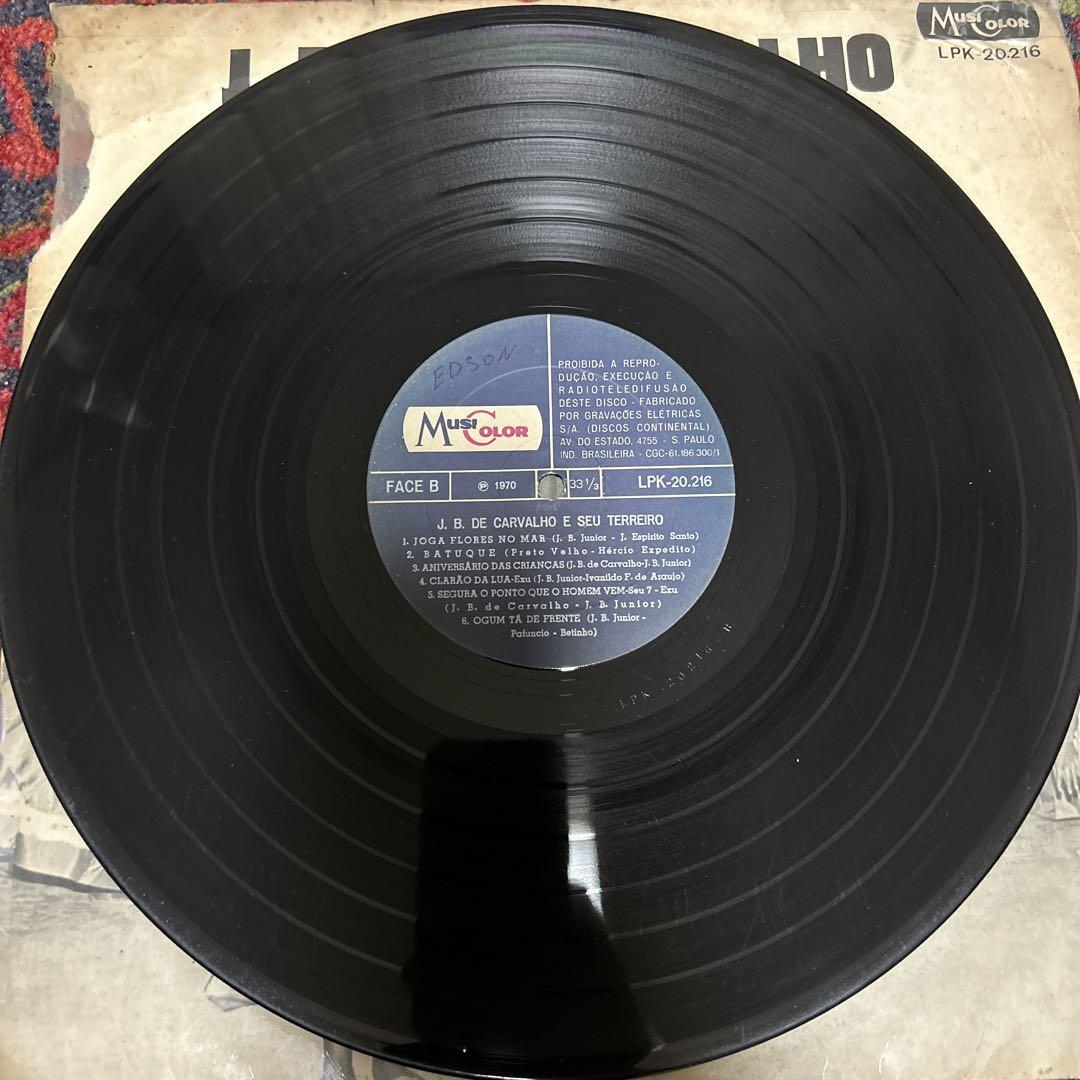 MUSICOLOR
LPK-20.216
LHO
EDSON
MUSICOLOR
PROIBIDA A REPRO-
DUÇÃO, EXECUÇÃO E
RADIOTELEDIFUSÃO
DÊSTE DISCO - FABRICADO
POR GRAVAÇÕES ELÉTRICAS
S/A. (DISCOS CONTINENTAL)
AV. DO ESTADO, 4755 - S. PAULO
IND. BRASILEIRA - CGC-61.186.300/1
FACE B ℗ 1970 33 1/3 LPK-20.216
J. B. DE CARVALHO E SEU TERREIRO
1. JOGA FLORES NO MAR (J. B. Junior - J. Espírito Santo)
2. BATUQUE (Preto Velho - Hércio Expedito)
3. ANIVERSÁRIO DAS CRIANÇAS (J. B. de Carvalho-J. B. Junior)
4. CLARÃO DA LUA-Exu (J. B. Junior-Ivanildo F. de Araujo)
5. SEGURA O PONTO QUE O HOMEM VEM-Seu 7 - Exu
(J. B. de Carvalho - J. B. Junior)
6. OGUM TÁ DE FRENTE (J. B. Junior -
Pafuncio - Betinho)
LPK-20216 B